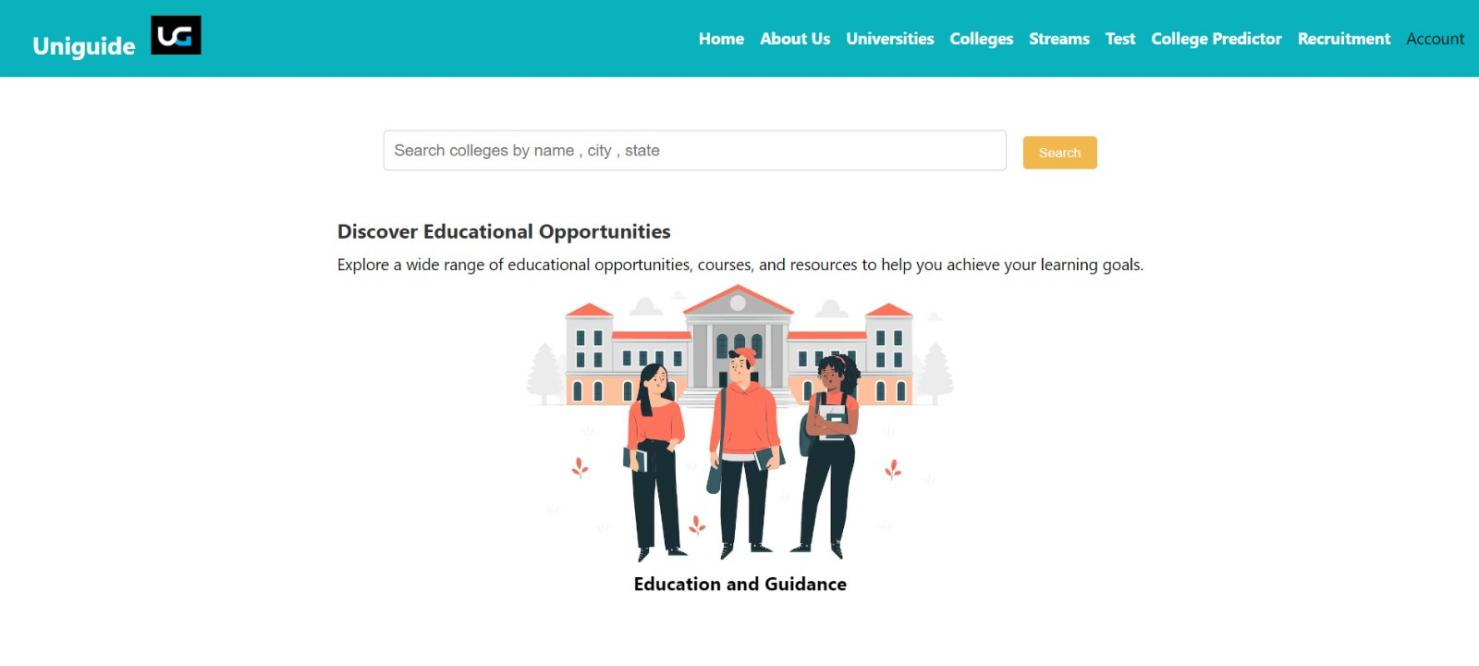 Uniguide UG
Home About Us Universities Colleges Streams Test College Predictor Recruitment Account
Search colleges by name , city , state
Search
Discover Educational Opportunities
Explore a wide range of educational opportunities, courses, and resources to help you achieve your learning goals.
Education and Guidance